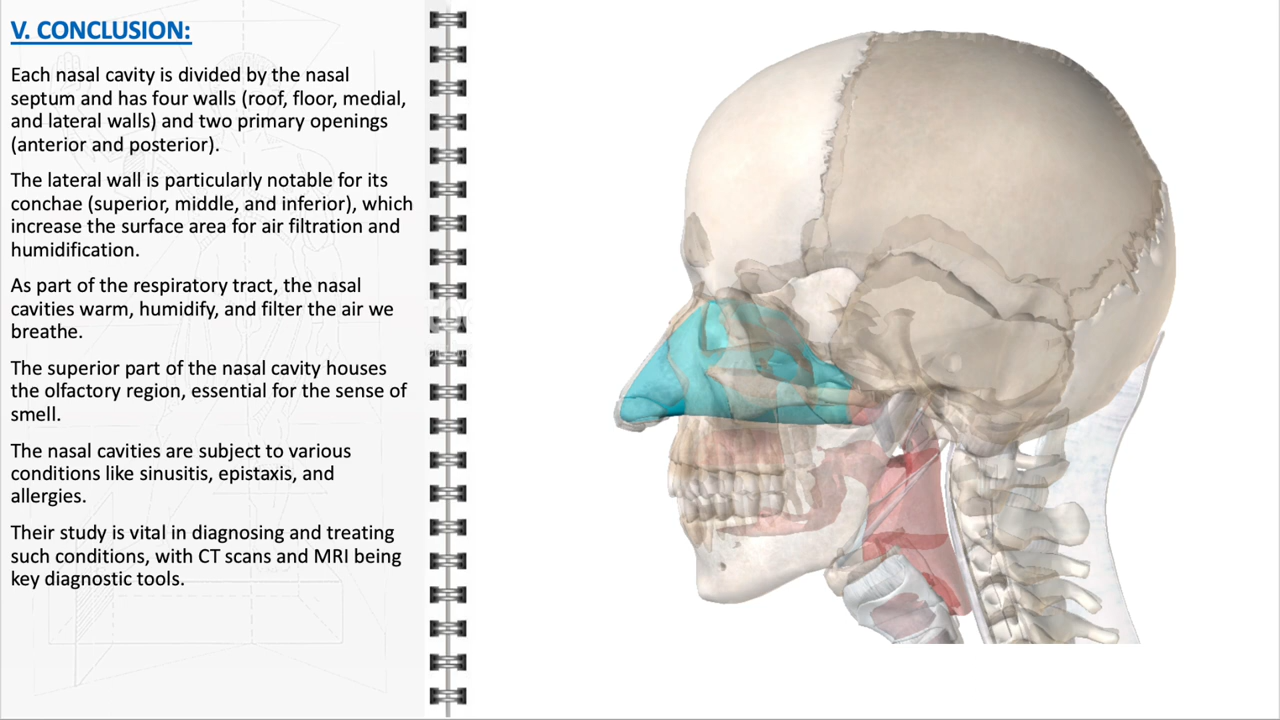 V. CONCLUSION:
Each nasal cavity is divided by the nasal
septum and has four walls (roof, floor, medial,
and lateral walls) and two primary openings
(anterior and posterior).
The lateral wall is particularly notable for its
conchae (superior, middle, and inferior), which
increase the surface area for air filtration and
humidification.
As part of the respiratory tract, the nasal
cavities warm, humidify, and filter the air we
breathe.
The superior part of the nasal cavity houses
the olfactory region, essential for the sense of
smell.
The nasal cavities are subject to various
conditions like sinusitis, epistaxis, and
allergies.
Their study is vital in diagnosing and treating
such conditions, with CT scans and MRI being
key diagnostic tools.